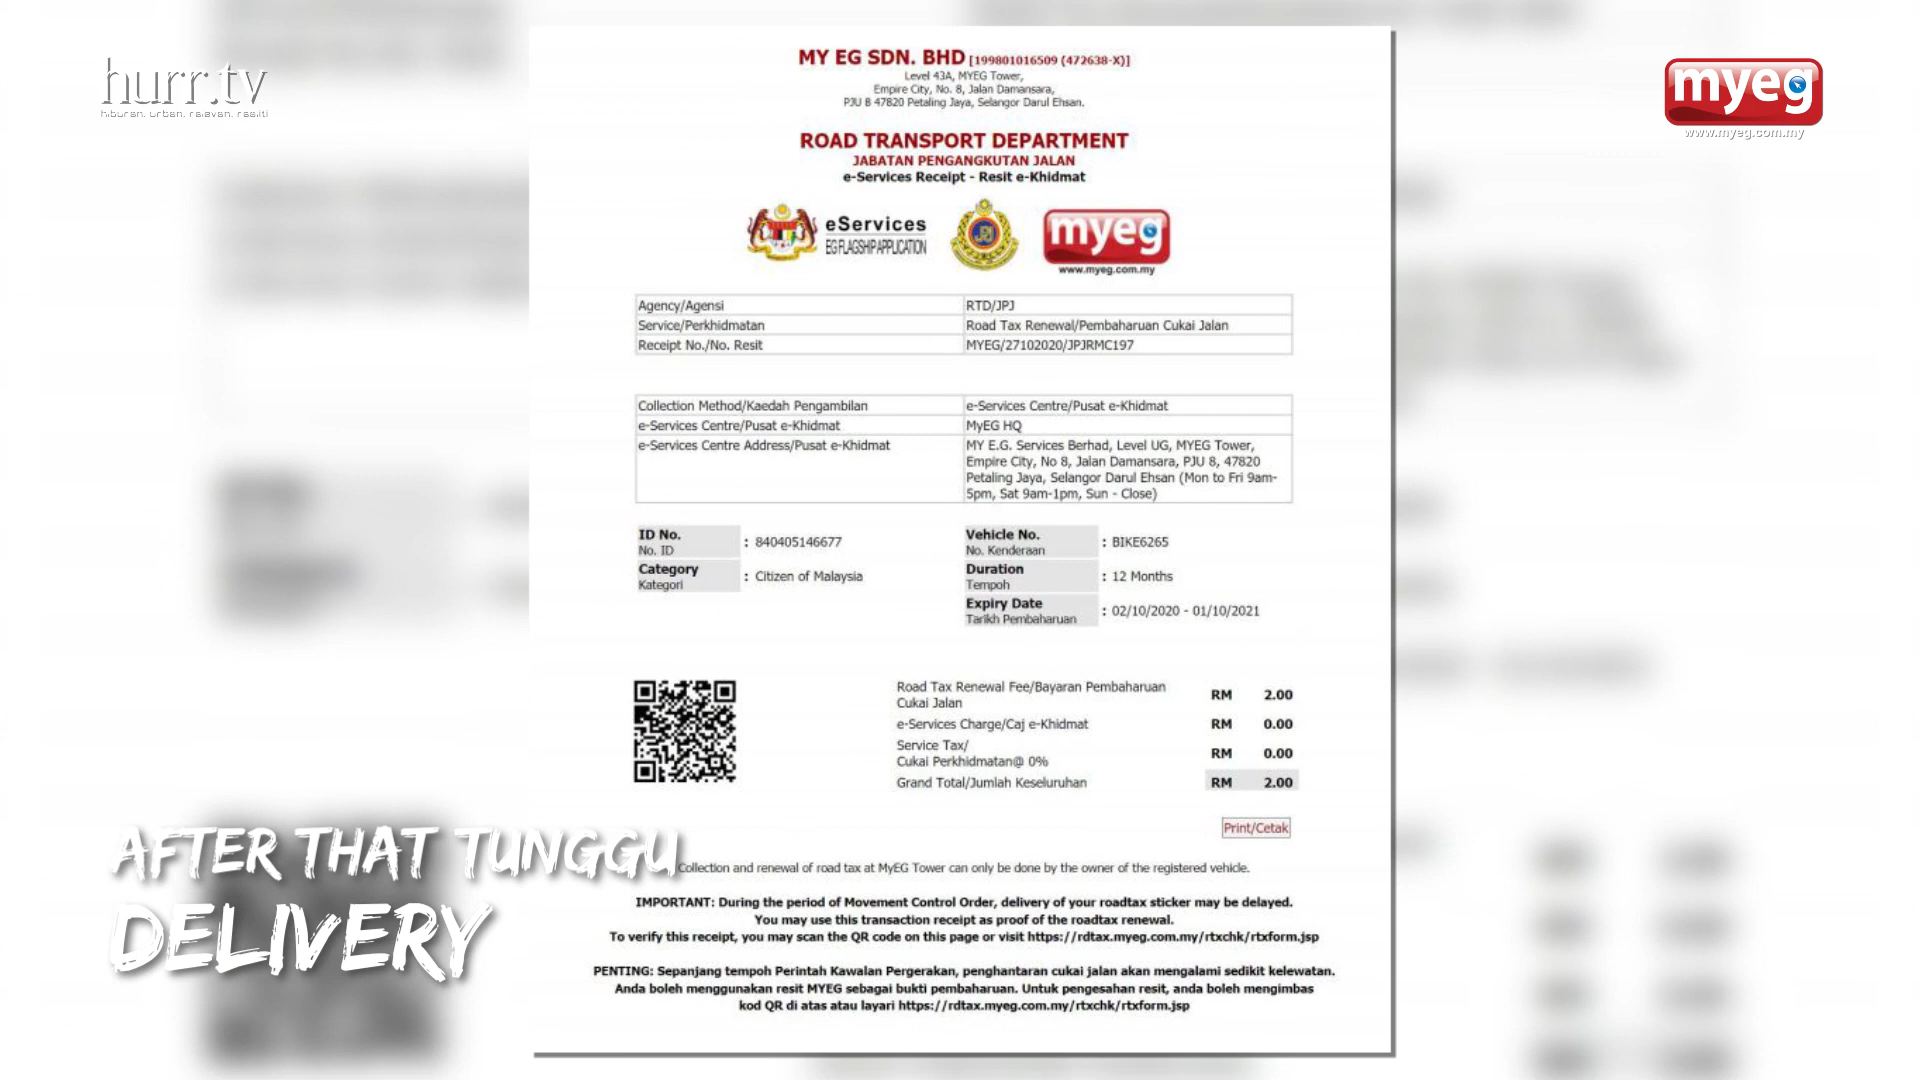 hurr.tv
hiburan. urban. relevan. realiti
myeg
www.myeg.com.my
MY EG SDN. BHD [199801016509 (472638-X)]
Level 43A, MYEG Tower,
Empire City, No. 8, Jalan Damansara,
PJU 8 47820 Petaling Jaya, Selangor Darul Ehsan.
ROAD TRANSPORT DEPARTMENT
JABATAN PENGANGKUTAN JALAN
e-Services Receipt - Resit e-Khidmat
eServices
EG FLAGSHIP APPLICATION
myeg
www.myeg.com.my
Agency/Agensi RTD/JPJ
Service/Perkhidmatan Road Tax Renewal/Pembaharuan Cukai Jalan
Receipt No./No. Resit MYEG/27102020/JPJRMC197
Collection Method/Kaedah Pengambilan e-Services Centre/Pusat e-Khidmat
e-Services Centre/Pusat e-Khidmat MyEG HQ
e-Services Centre Address/Pusat e-Khidmat MY E.G. Services Berhad, Level UG, MYEG Tower,
Empire City, No 8, Jalan Damansara, PJU 8, 47820
Petaling Jaya, Selangor Darul Ehsan (Mon to Fri 9am-
5pm, Sat 9am-1pm, Sun - Close)
ID No.
No. ID
: 840405146677
Vehicle No.
No. Kenderaan
: BIKE6265
Category
Kategori
: Citizen of Malaysia
Duration
Tempoh
: 12 Months
Expiry Date
Tarikh Pembaharuan
: 02/10/2020 - 01/10/2021
Road Tax Renewal Fee/Bayaran Pembaharuan
Cukai Jalan
RM 2.00
e-Services Charge/Caj e-Khidmat RM 0.00
Service Tax/
Cukai Perkhidmatan@ 0%
RM 0.00
Grand Total/Jumlah Keseluruhan RM 2.00
Print/Cetak
AFTER THAT TUNGGU
DELIVERY
Collection and renewal of road tax at MyEG Tower can only be done by the owner of the registered vehicle.
IMPORTANT: During the period of Movement Control Order, delivery of your roadtax sticker may be delayed.
You may use this transaction receipt as proof of the roadtax renewal.
To verify this receipt, you may scan the QR code on this page or visit https://rdtax.myeg.com.my/rtxchk/rtxform.jsp
PENTING: Sepanjang tempoh Perintah Kawalan Pergerakan, penghantaran cukai jalan akan mengalami sedikit kelewatan.
Anda boleh menggunakan resit MYEG sebagai bukti pembaharuan. Untuk pengesahan resit, anda boleh mengimbas
kod QR di atas atau layari https://rdtax.myeg.com.my/rtxchk/rtxform.jsp